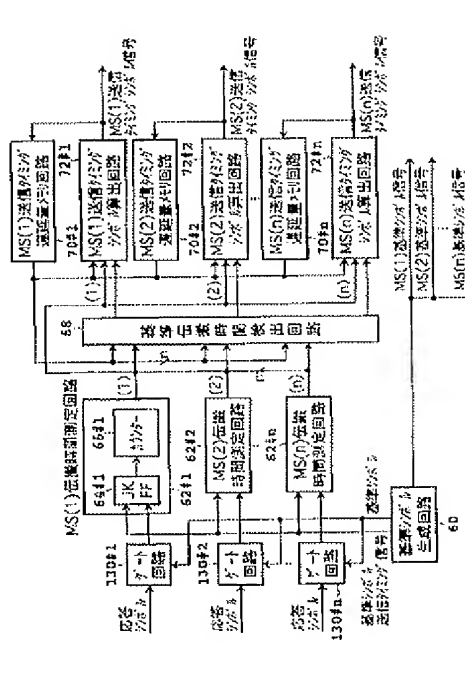 MS(1)送信タイミング
遅延量メモリ回路
70#1
MS(1)送信タイミング
シンボル算出回路
72#1
MS(1)送信
タイミングシンボル信号
MS(2)送信タイミング
遅延量メモリ回路
70#2
MS(2)送信タイミング
シンボル算出回路
72#2
MS(2)送信
タイミングシンボル信号
MS(n)送信タイミング
遅延量メモリ回路
70#n
MS(n)送信タイミング
シンボル算出回路
72#n
MS(n)送信
タイミングシンボル信号
(1)
(2)
(n)
68
基準伝搬時間検出回路
MS(1)伝搬時間測定回路
64#1
JK
FF
66#1
カウンター
62#1
(1)
MS(2)伝搬
時間測定回路
62#2
(2)
MS(n)伝搬
時間測定回路
62#n
(n)
130#1
ゲート
回路
応答
シンボル
130#2
ゲート
回路
応答
シンボル
130#n
ゲート
回路
応答
シンボル
基準シンボル
送信タイミング信号
基準シンボル
基準シンボル
生成回路
60
MS(1)基準シンボル信号
MS(2)基準シンボル信号
MS(n)基準シンボル信号